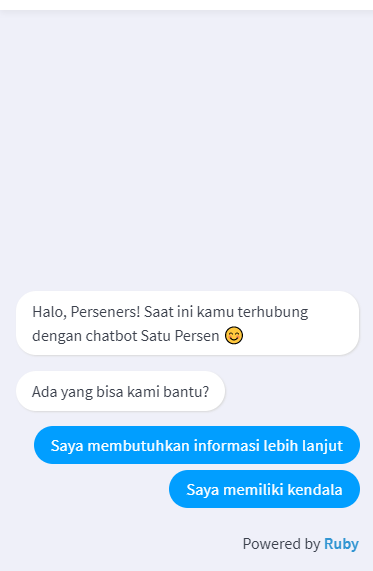 Halo, Perseners! Saat ini kamu terhubung
dengan chatbot Satu Persen 😊
Ada yang bisa kami bantu?
Saya membutuhkan informasi lebih lanjut
Saya memiliki kendala
Powered by Ruby